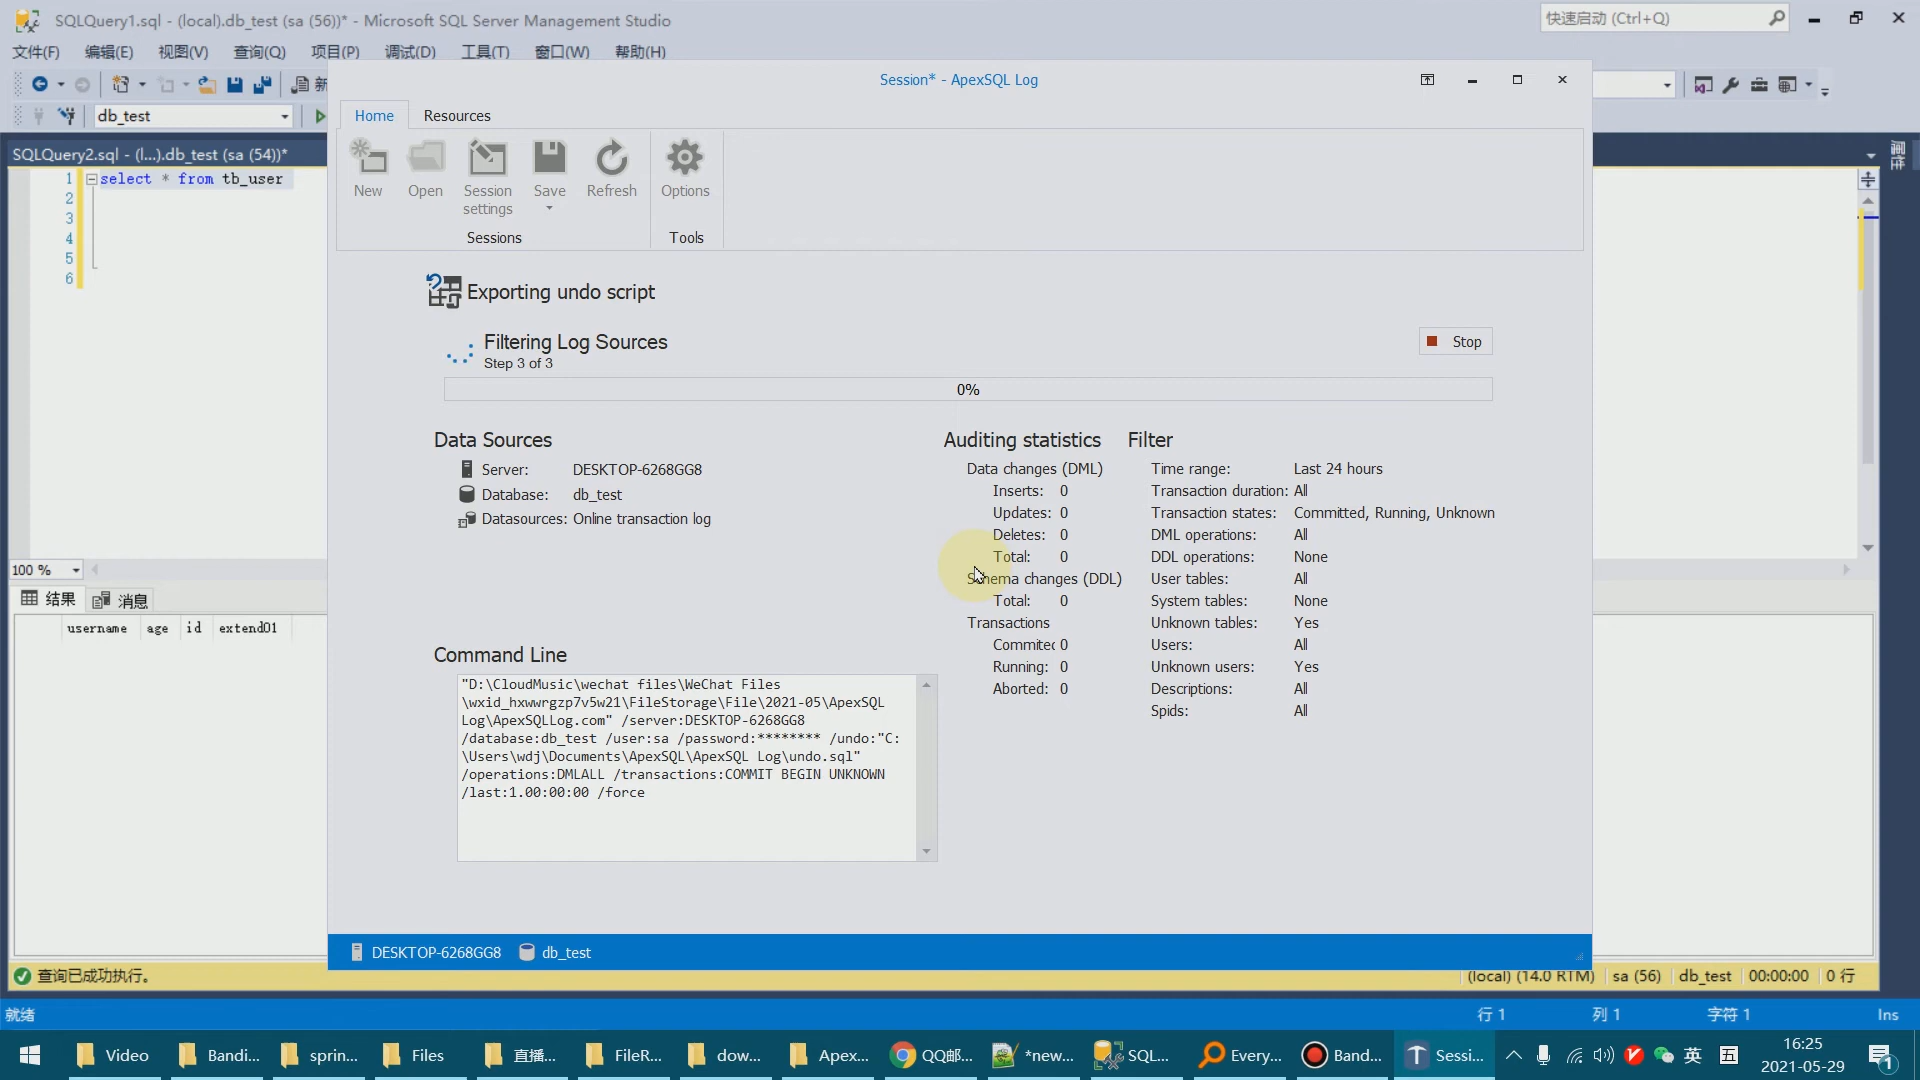 SQLQuery1.sql - (local).db_test (sa (56))* - Microsoft SQL Server Management Studio
快速启动 (Ctrl+Q)
文件(F) 编辑(E) 视图(V) 查询(Q) 项目(P) 调试(D) 工具(T) 窗口(W) 帮助(H)
新
Session* - ApexSQL Log
db_test
Home Resources
SQLQuery2.sql - (l...).db_test (sa (54))*
属性
1 select * from tb_user
2
3
4
5
6
New Open Session settings Save Refresh Options
Sessions Tools
Exporting undo script
Filtering Log Sources
Step 3 of 3
Stop
0%
Data Sources
Server: DESKTOP-6268GG8
Database: db_test
Datasources: Online transaction log
Auditing statistics
Data changes (DML)
Inserts: 0
Updates: 0
Deletes: 0
Total: 0
Schema changes (DDL)
Total: 0
Transactions
Commitec 0
Running: 0
Aborted: 0
Filter
Time range: Last 24 hours
Transaction duration: All
Transaction states: Committed, Running, Unknown
DML operations: All
DDL operations: None
User tables: All
System tables: None
Unknown tables: Yes
Users: All
Unknown users: Yes
Descriptions: All
Spids: All
100 %
结果 消息
username age id extend01
Command Line
"D:\CloudMusic\wechat files\WeChat Files
\wxid_hxwwrgzp7v5w21\FileStorage\File\2021-05\ApexSQL
Log\ApexSQLLog.com" /server:DESKTOP-6268GG8
/database:db_test /user:sa /password:******** /undo:"C:
\Users\wdj\Documents\ApexSQL\ApexSQL Log\undo.sql"
/operations:DMLALL /transactions:COMMIT BEGIN UNKNOWN
/last:1.00:00:00 /force
DESKTOP-6268GG8 db_test
查询已成功执行。
(local) (14.0 RTM) sa (56) db_test 00:00:00 0 行
就绪 行 1 列 1 字符 1 Ins
Video Bandi... sprin... Files 直播... FileR... dow... Apex... QQ邮... *new... SQL... Every... Band... Sessi... 英 五
16:25
2021-05-29
1